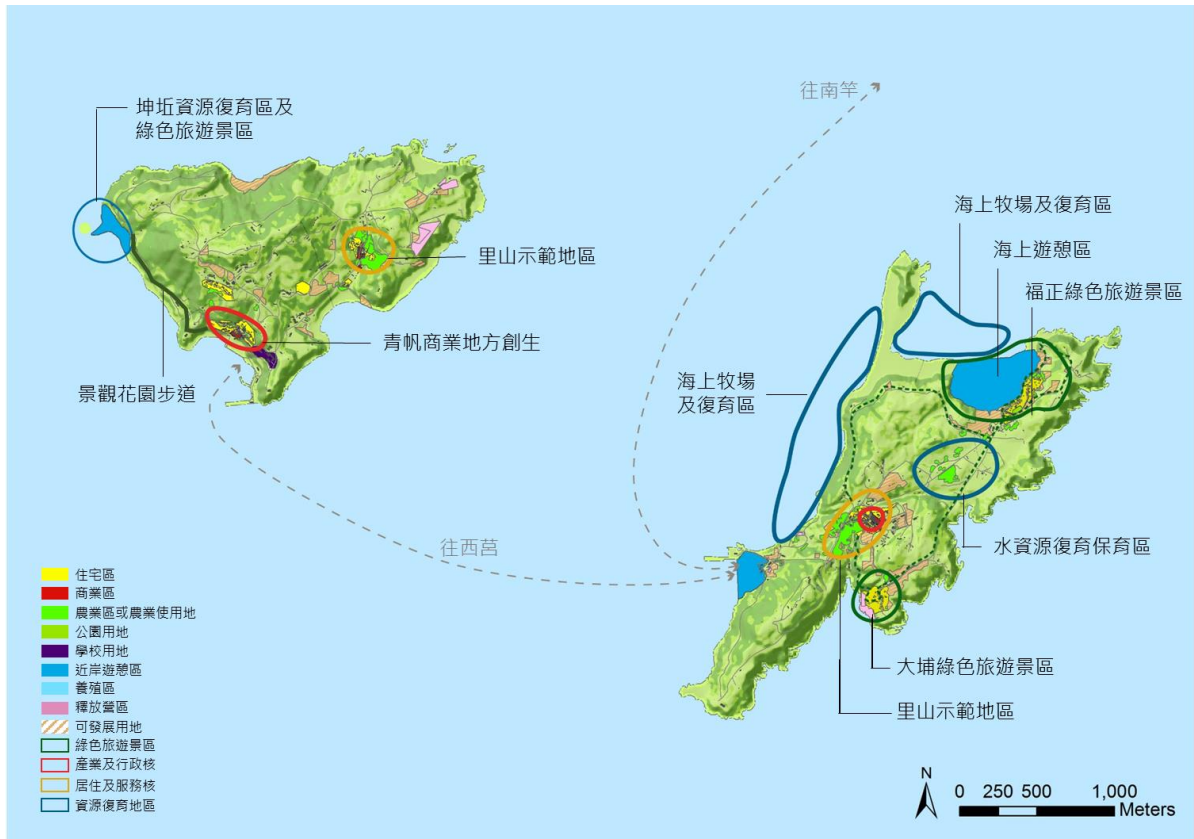 坤坵資源復育區及
綠色旅遊景區
里山示範地區
青帆商業地方創生
景觀花園步道
往南竿
海上牧場及復育區
海上遊憩區
福正綠色旅遊景區
海上牧場
及復育區
往西莒
水資源復育保育區
大埔綠色旅遊景區
里山示範地區
住宅區
商業區
農業區或農業使用地
公園用地
學校用地
近岸遊憩區
養殖區
釋放營區
可發展用地
綠色旅遊景區
產業及行政核
居住及服務核
資源復育地區
N
0 250 500 1,000
Meters